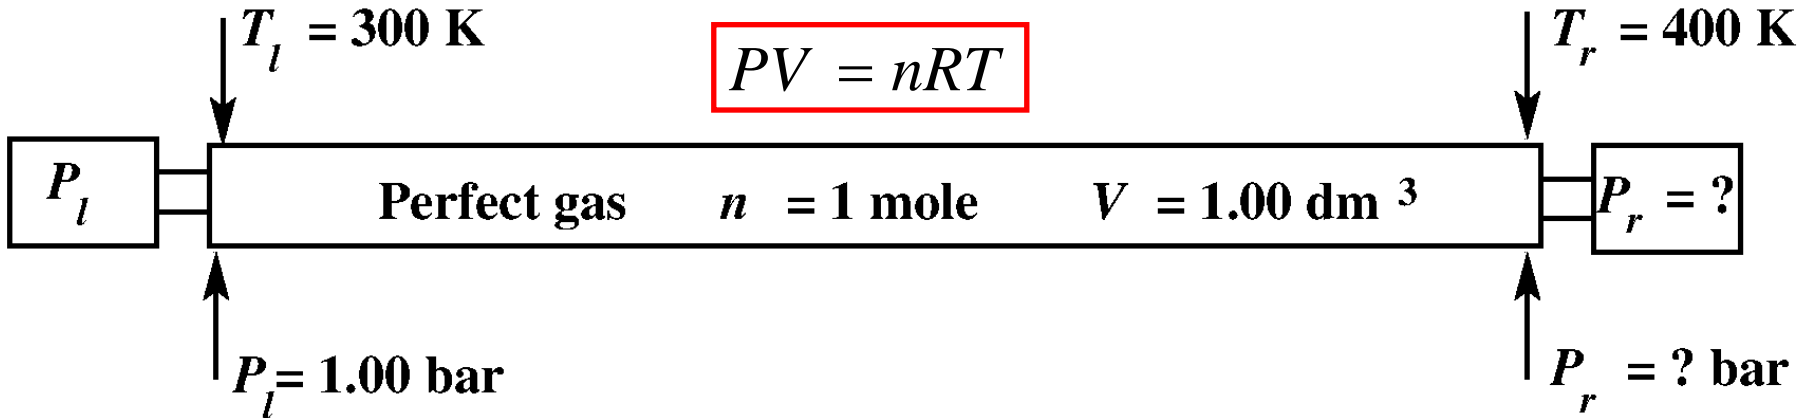 T_l = 300 K
PV = nRT
T_r = 400 K
P_l
Perfect gas n = 1 mole V = 1.00 dm³
P_r = ?
P_l = 1.00 bar
P_r = ? bar